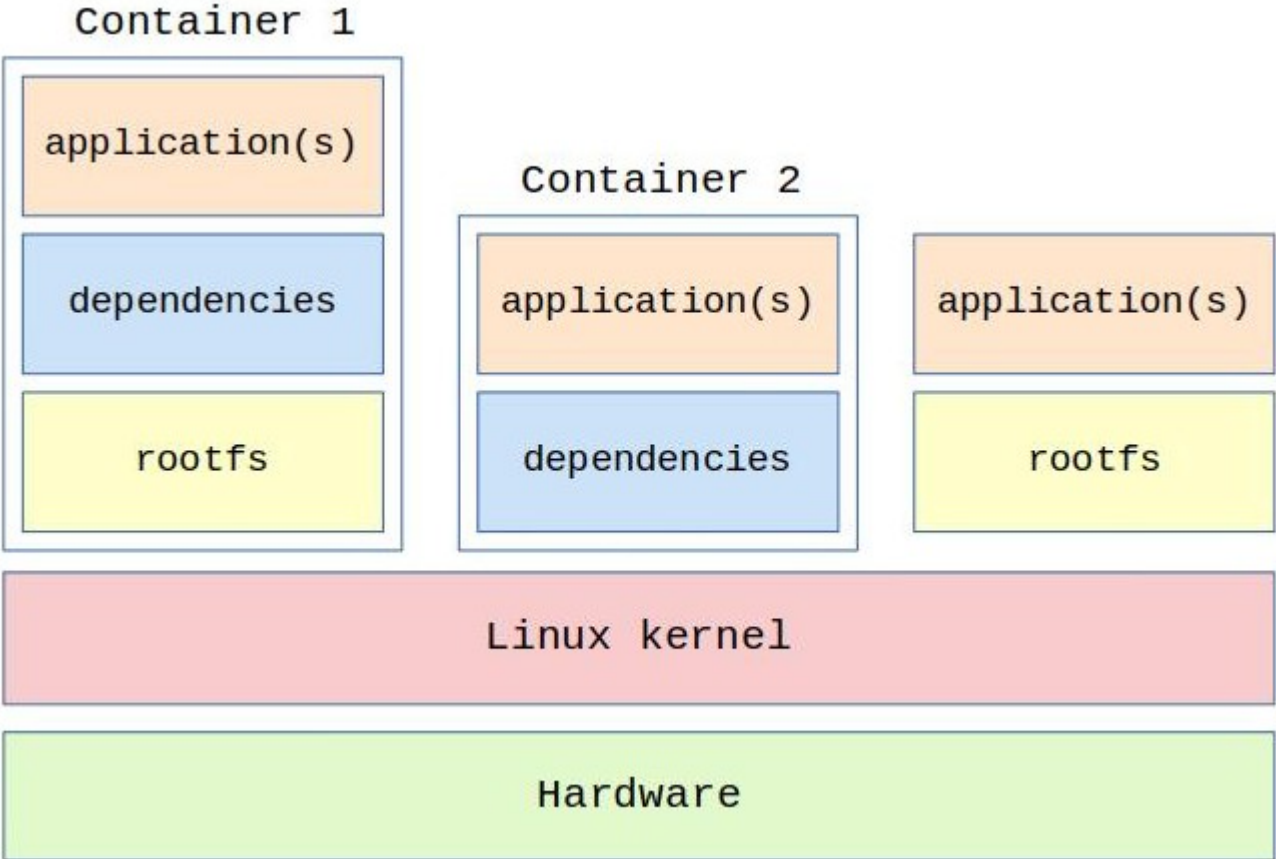 Container 1
application(s)
dependencies
rootfs
Container 2
application(s)
dependencies
application(s)
rootfs
Linux kernel
Hardware